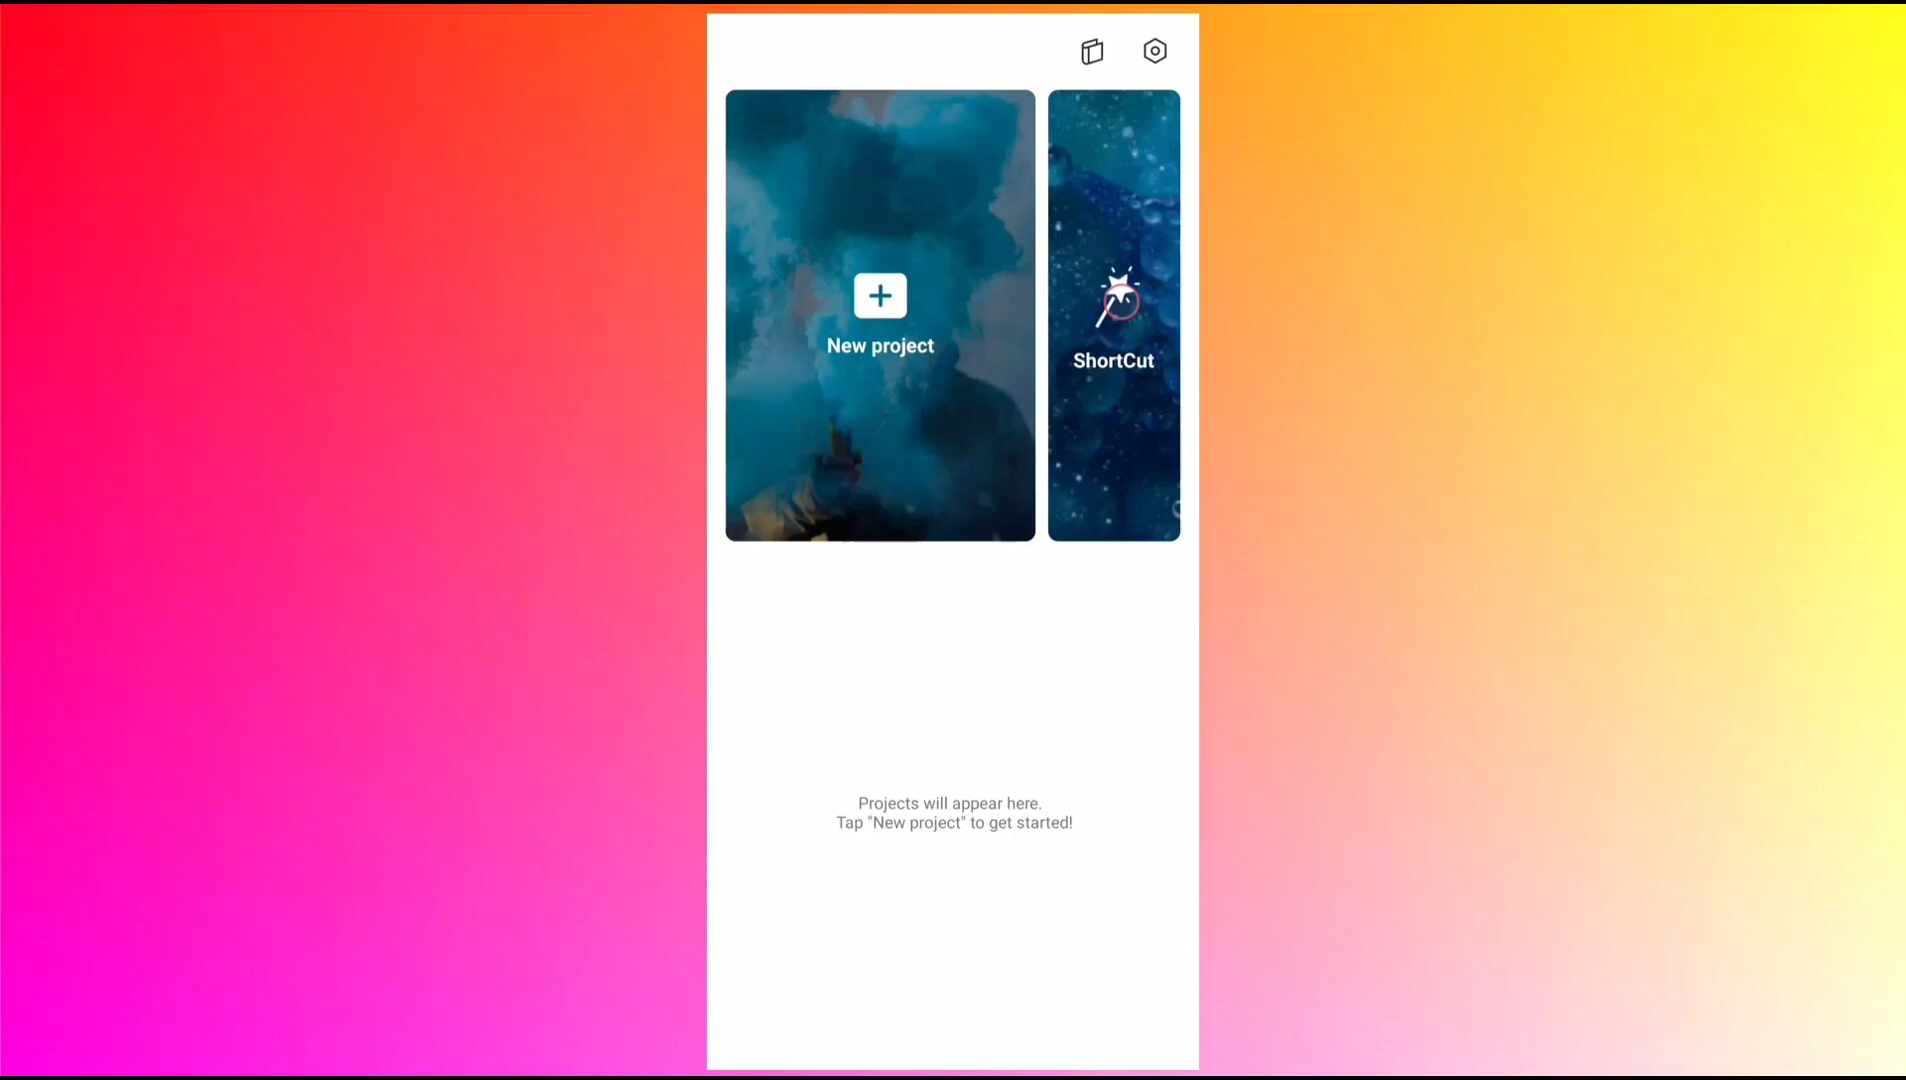 New project
ShortCut
Projects will appear here.
Tap "New project" to get started!